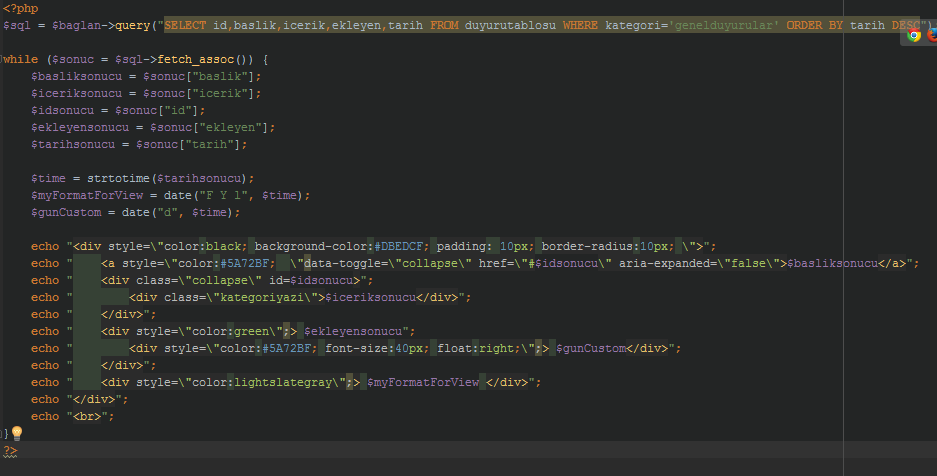 <?php
$sql = $baglan->query("SELECT id,baslik,icerik,ekleyen,tarih FROM duyurutablosu WHERE kategori='genelduyurular' ORDER BY tarih DESC")
while ($sonuc = $sql->fetch_assoc()) {
    $basliksonucu = $sonuc["baslik"];
    $iceriksonucu = $sonuc["icerik"];
    $idsonucu = $sonuc["id"];
    $ekleyensonucu = $sonuc["ekleyen"];
    $tarihsonucu = $sonuc["tarih"];
    $time = strtotime($tarihsonucu);
    $myFormatForView = date("F Y l", $time);
    $gunCustom = date("d", $time);
    echo "<div style=\"color:black; background-color:#DBEDCF; padding: 10px; border-radius:10px; \">";
    echo "    <a style=\"color:#5A72BF;  \"data-toggle=\"collapse\" href=\"#$idsonucu\" aria-expanded=\"false\">$basliksonucu</a>";
    echo "    <div class=\"collapse\" id=$idsonucu>";
    echo "        <div class=\"kategoriyazi\">$iceriksonucu</div>";
    echo "    </div>";
    echo "    <div style=\"color:green\";> $ekleyensonucu";
    echo "        <div style=\"color:#5A72BF; font-size:40px; float:right;\";> $gunCustom</div>";
    echo "    </div>";
    echo "    <div style=\"color:lightslategray\";> $myFormatForView </div>";
    echo "</div>";
    echo "<br>";
}
?>